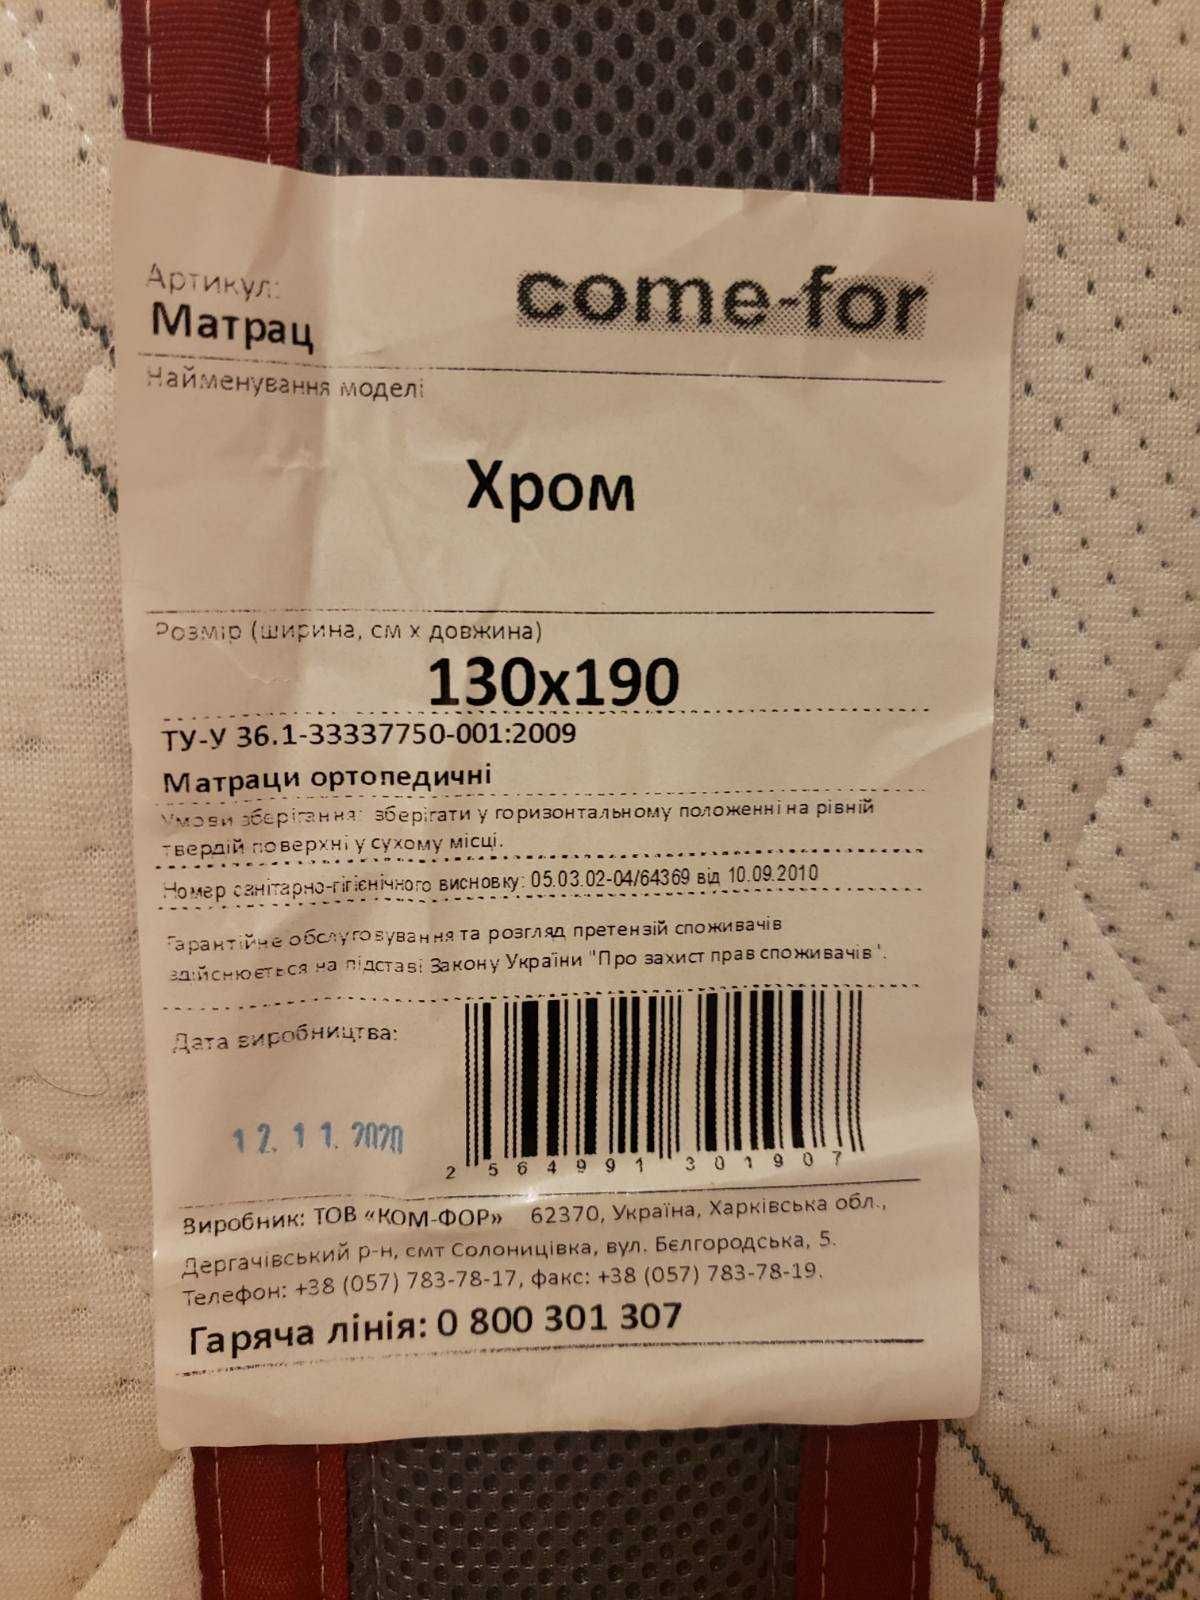 Артикул:
come-for
Матрац
Найменування моделі
Хром
Розмір (ширина, см х довжина)
130х190
ТУ-У 36.1-33337750-001:2009
Матраци ортопедичні
Умови зберігання: зберігати у горизонтальному положенні на рівній
твердій поверхні у сухому місці.
Номер санітарно-гігієнічного висновку: 05.03.02-04/64369 від 10.09.2010
Гарантійне обслуговування та розгляд претензій споживачів
здійснюється на підставі Закону України "Про захист прав споживачів".
Дата виробництва:
12.11.2020
2 564991 301907
Виробник: ТОВ «КОМ-ФОР» 62370, Україна, Харківська обл.,
Дергачівський р-н, смт Солоницівка, вул. Бєлгородська, 5.
Телефон: +38 (057) 783-78-17, факс: +38 (057) 783-78-19.
Гаряча лінія: 0 800 301 307